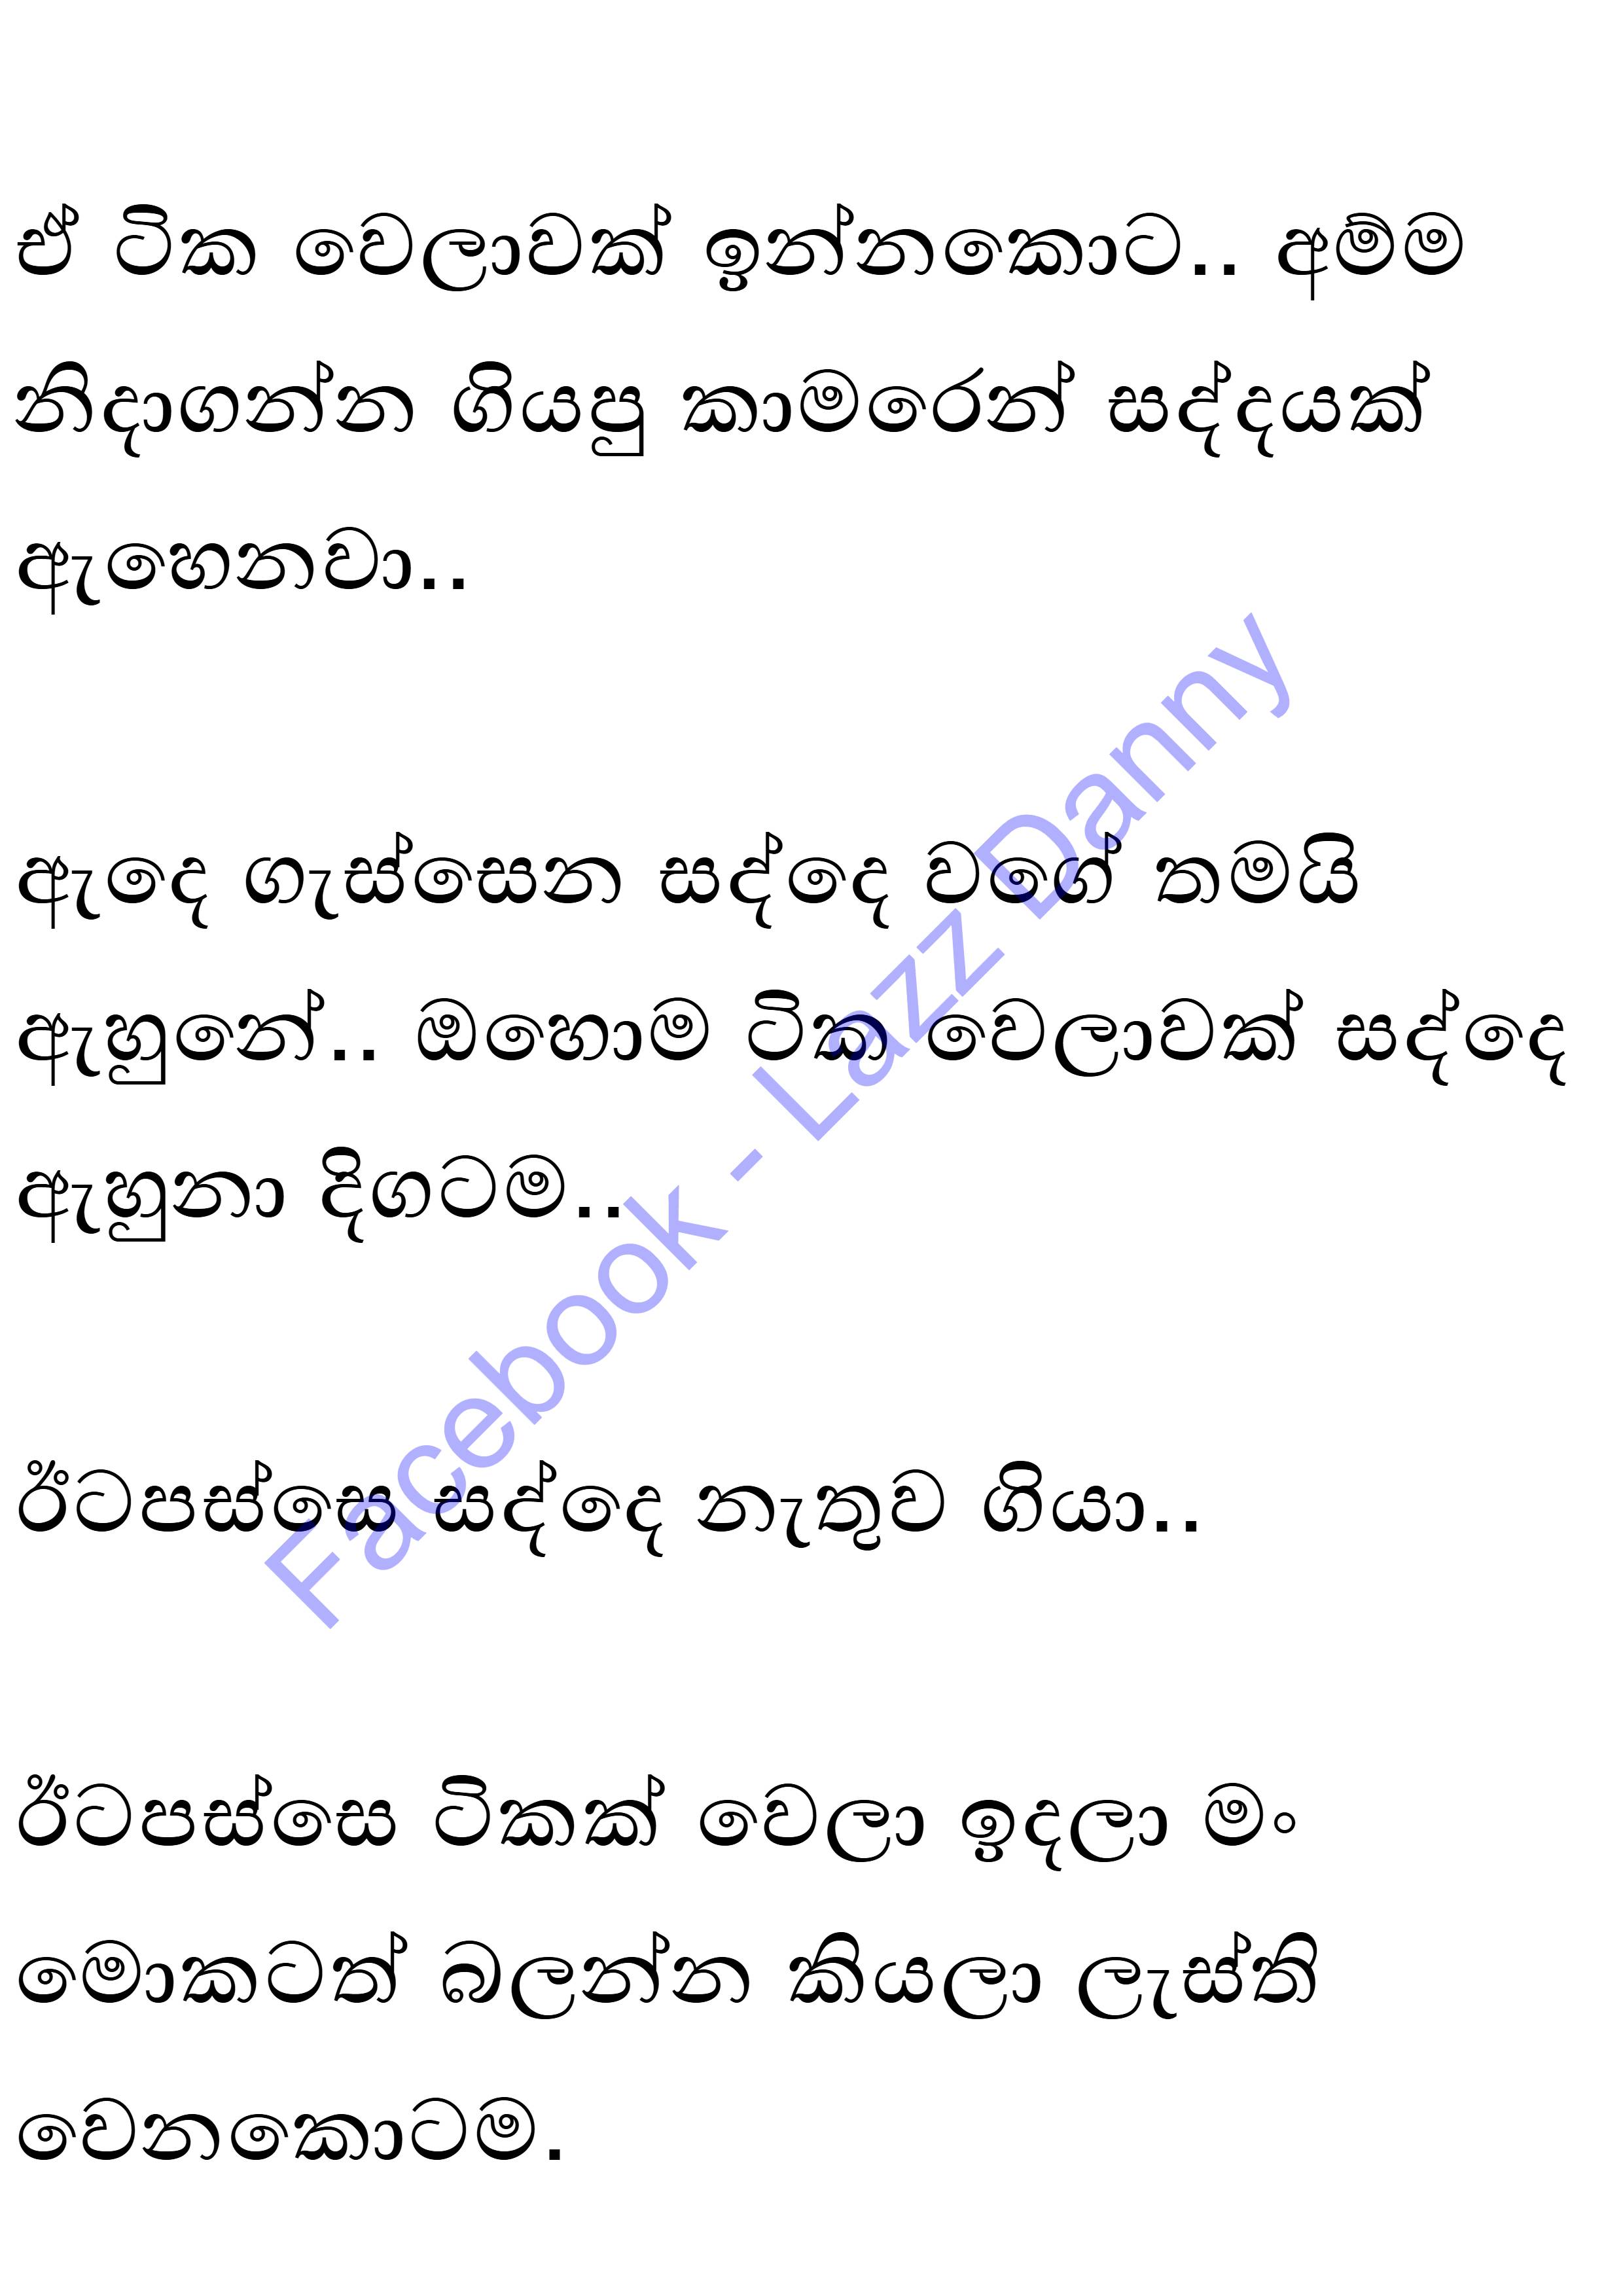 ඒ ටික වෙලාවක් ඉන්නකොට.. අම්ම
නිදාගන්න ගියපු කාමරෙන් සද්දයක්
ඇහෙනවා..
ඇදෙ ගැස්සෙන සද්දෙ වගේ තමයි
ඇහුනේ.. ඔහොම ටික වෙලාවක් සද්දෙ
ඇහුනා දිගටම..
ඊටපස්සෙ සද්දෙ නැතුව ගියා..
ඊටපස්සෙ ටිකක් වෙලා ඉදලා මං
මොකටත් බලන්න කියලා ලැස්ති
වෙනකොටම.
Facebook - Lazz Danny